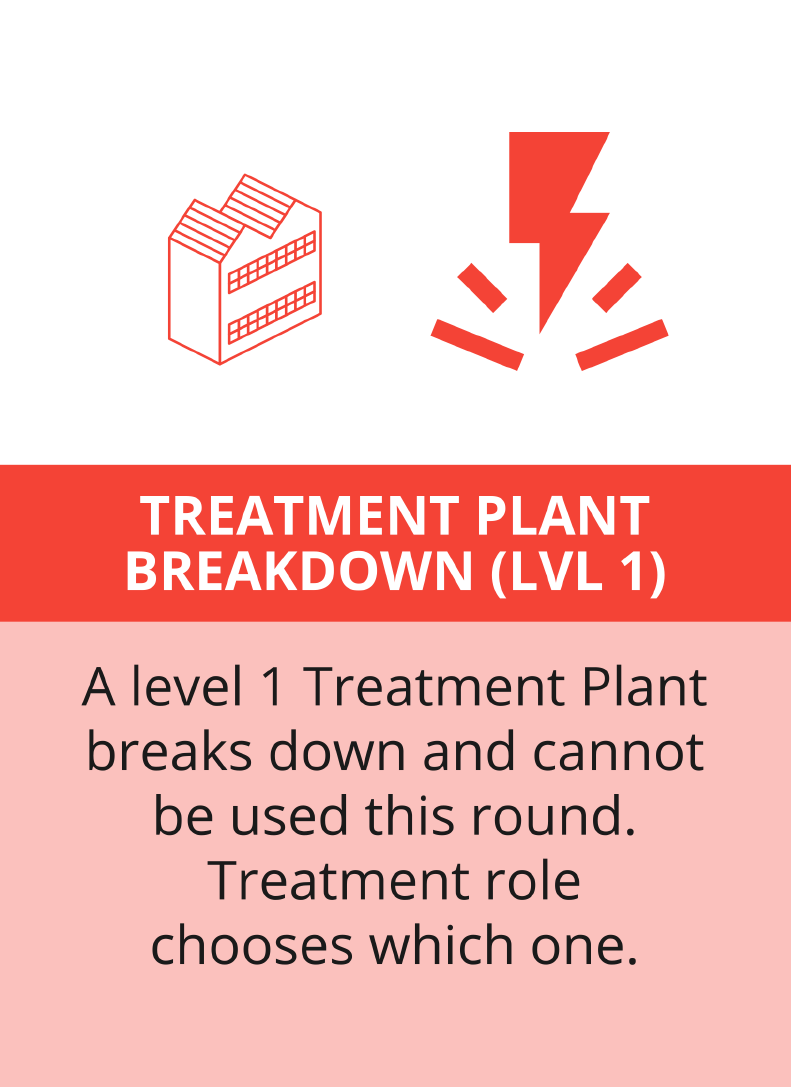 TREATMENT PLANT
BREAKDOWN (LVL 1)
A level 1 Treatment Plant
breaks down and cannot
be used this round.
Treatment role
chooses which one.